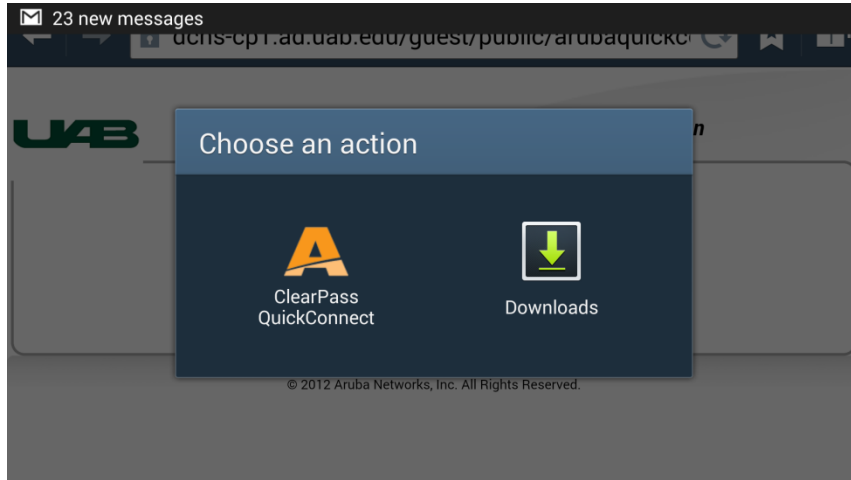 23 new messages
dchs-cp1.ad.uab.edu/guest/public/arubaquickc
UAB
n
Choose an action
ClearPass
QuickConnect
Downloads
© 2012 Aruba Networks, Inc. All Rights Reserved.